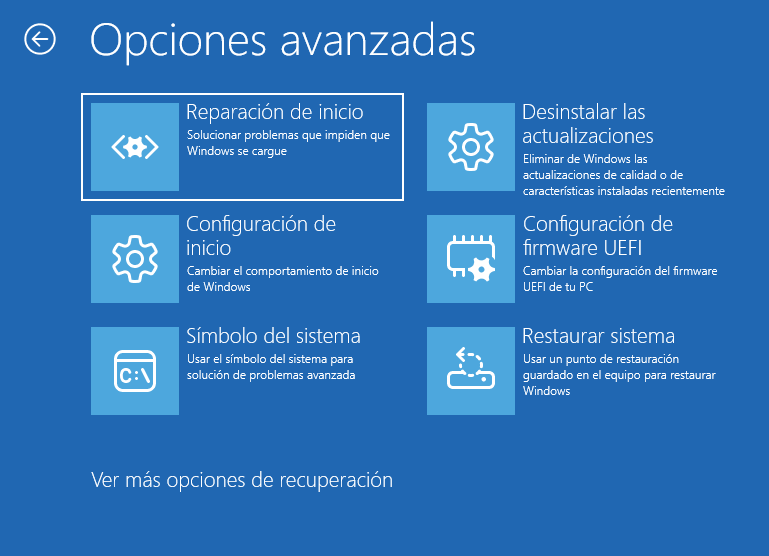 Opciones avanzadas
Reparación de inicio
Solucionar problemas que impiden que
Windows se cargue
Desinstalar las
actualizaciones
Eliminar de Windows las
actualizaciones de calidad o de
características instaladas recientemente
Configuración de
inicio
Cambiar el comportamiento de inicio
de Windows
Configuración de
firmware UEFI
Cambiar la configuración del firmware
UEFI de tu PC
C:\
Símbolo del sistema
Usar el símbolo del sistema para
solución de problemas avanzada
Restaurar sistema
Usar un punto de restauración
guardado en el equipo para restaurar
Windows
Ver más opciones de recuperación